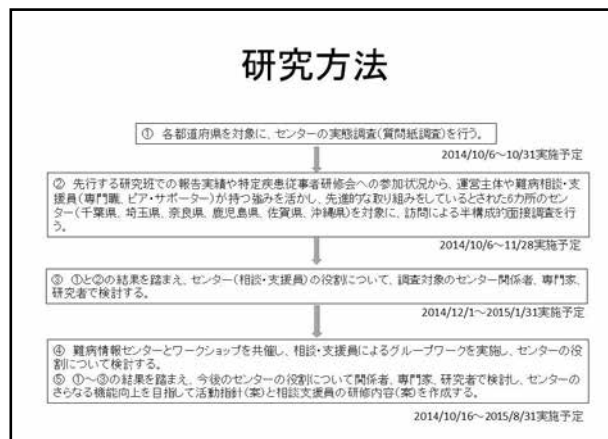 研究方法
① 各都道府県を対象に、センターの実態調査(質問紙調査)を行う。
2014/10/6～10/31実施予定
② 先行する研究班での報告実績や特定疾患従事者研修会への参加状況から、運営主体や難病相談・支
援員(専門職、ピア・サポーター)が持つ強みを活かし、先進的な取り組みをしているとされた6カ所のセン
ター(千葉県、埼玉県、奈良県、鹿児島県、佐賀県、沖縄県)を対象に、訪問による半構成的面接調査を行
う。
2014/10/6～11/28実施予定
③ ①と②の結果を踏まえ、センター(相談・支援員)の役割について、調査対象のセンター関係者、専門家、
研究者で検討する。
2014/12/1～2015/1/31実施予定
④ 難病情報センターとワークショップを共催し、相談・支援員によるグループワークを実施し、センターの役
割について検討する。
⑤ ①～③の結果を踏まえ、今後のセンターの役割について関係者、専門家、研究者で検討し、センターの
さらなる機能向上を目指して活動指針(案)と相談支援員の研修内容(案)を作成する。
2014/10/16～2015/8/31実施予定